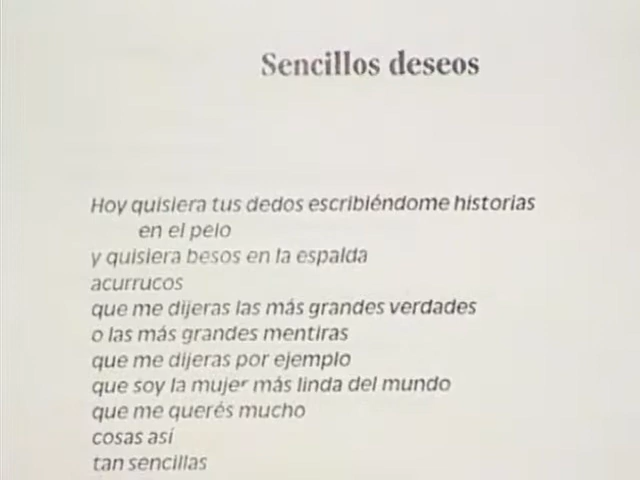 Sencillos deseos
Hoy quisiera tus dedos escribiéndome historias
en el pelo
y quisiera besos en la espalda
acurrucos
que me dijeras las más grandes verdades
o las más grandes mentiras
que me dijeras por ejemplo
que soy la mujer más linda del mundo
que me querés mucho
cosas así
tan sencillas